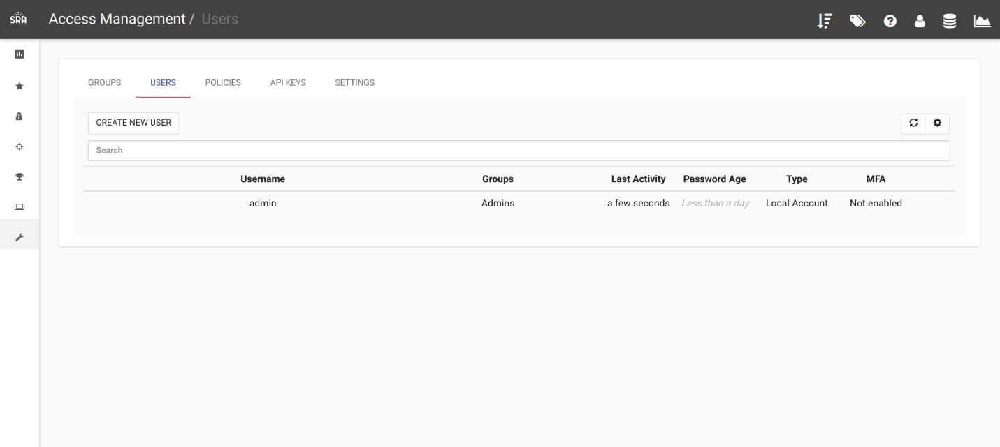 SRA
Access Management / Users
GROUPS USERS POLICIES API KEYS SETTINGS
CREATE NEW USER
Search
Username Groups Last Activity Password Age Type MFA
admin Admins a few seconds Less than a day Local Account Not enabled